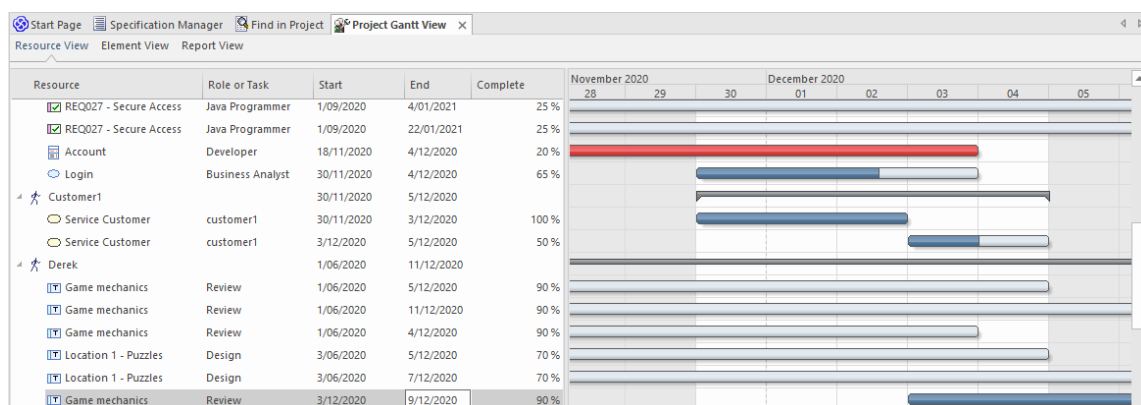 Start Page Specification Manager Find in Project Project Gantt View ×
Resource View Element View Report View
Resource Role or Task Start End Complete November 2020 December 2020
28 29 30 01 02 03 04 05
REQ027 - Secure Access Java Programmer 1/09/2020 4/01/2021 25 %
REQ027 - Secure Access Java Programmer 1/09/2020 22/01/2021 25 %
Account Developer 18/11/2020 4/12/2020 20 %
Login Business Analyst 30/11/2020 4/12/2020 65 %
Customer1 30/11/2020 5/12/2020
Service Customer customer1 30/11/2020 3/12/2020 100 %
Service Customer customer1 3/12/2020 5/12/2020 50 %
Derek 1/06/2020 11/12/2020
Game mechanics Review 1/06/2020 5/12/2020 90 %
Game mechanics Review 1/06/2020 11/12/2020 90 %
Game mechanics Review 1/06/2020 4/12/2020 90 %
Location 1 - Puzzles Design 3/06/2020 5/12/2020 70 %
Location 1 - Puzzles Design 3/06/2020 7/12/2020 70 %
Game mechanics Review 3/12/2020 9/12/2020 90 %